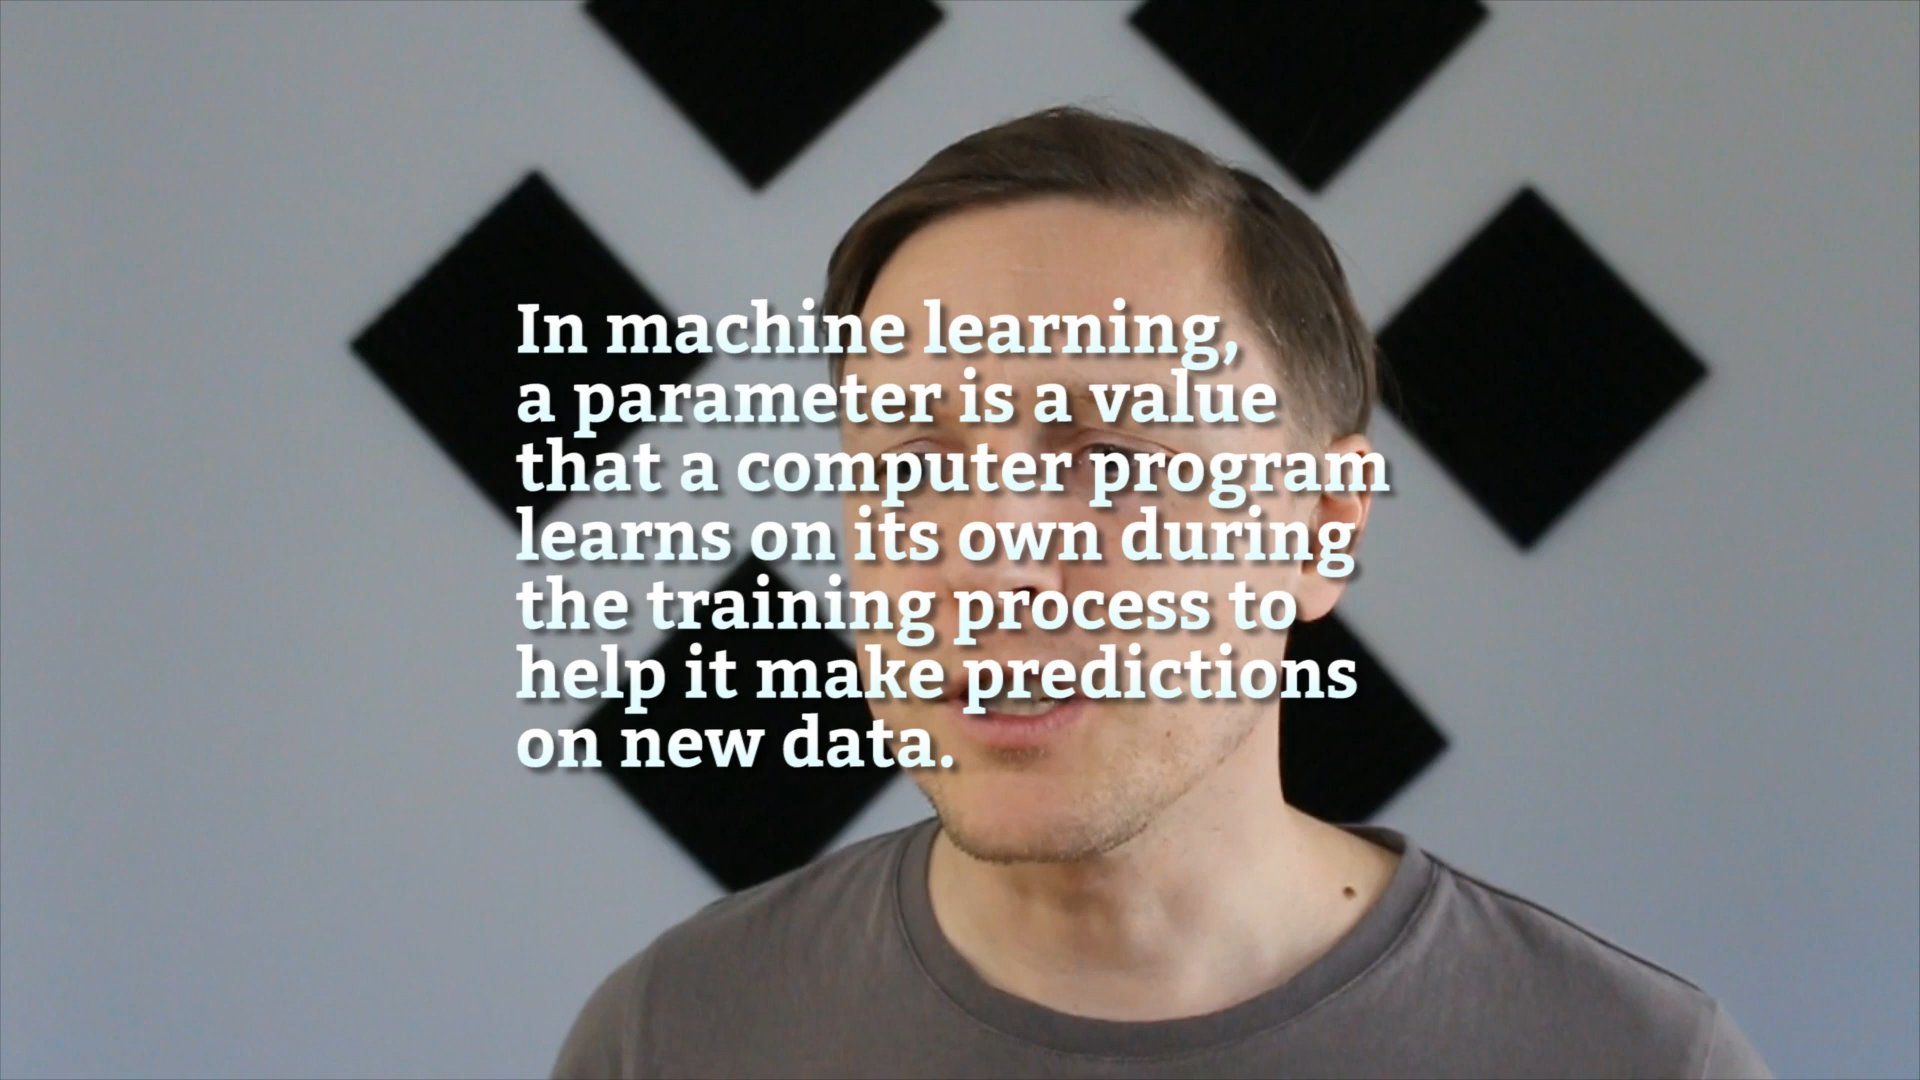 In machine learning,
a parameter is a value
that a computer program
learns on its own during
the training process to
help it make predictions
on new data.